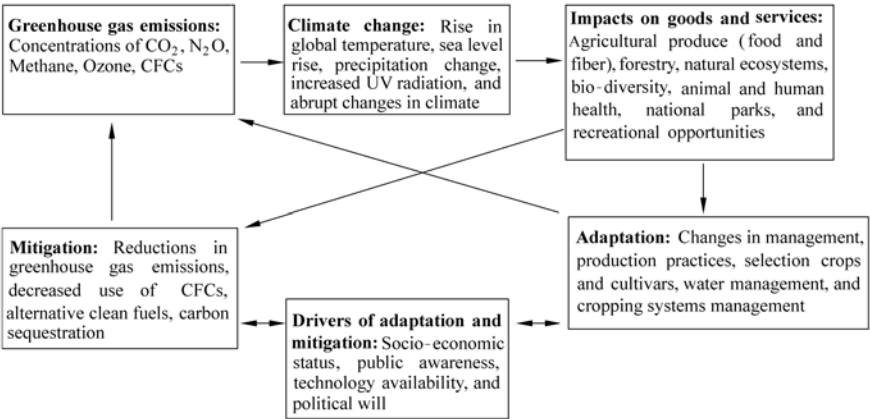 Greenhouse gas emissions:
Concentrations of CO₂, N₂O,
Methane, Ozone, CFCs
Climate change: Rise in
global temperature, sea level
rise, precipitation change,
increased UV radiation, and
abrupt changes in climate
Impacts on goods and services:
Agricultural produce (food and
fiber), forestry, natural ecosystems,
bio-diversity, animal and human
health, national parks, and
recreational opportunities
Mitigation: Reductions in
greenhouse gas emissions,
decreased use of CFCs,
alternative clean fuels, carbon
sequestration
Drivers of adaptation and
mitigation: Socio-economic
status, public awareness,
technology availability, and
political will
Adaptation: Changes in management,
production practices, selection crops
and cultivars, water management, and
cropping systems management